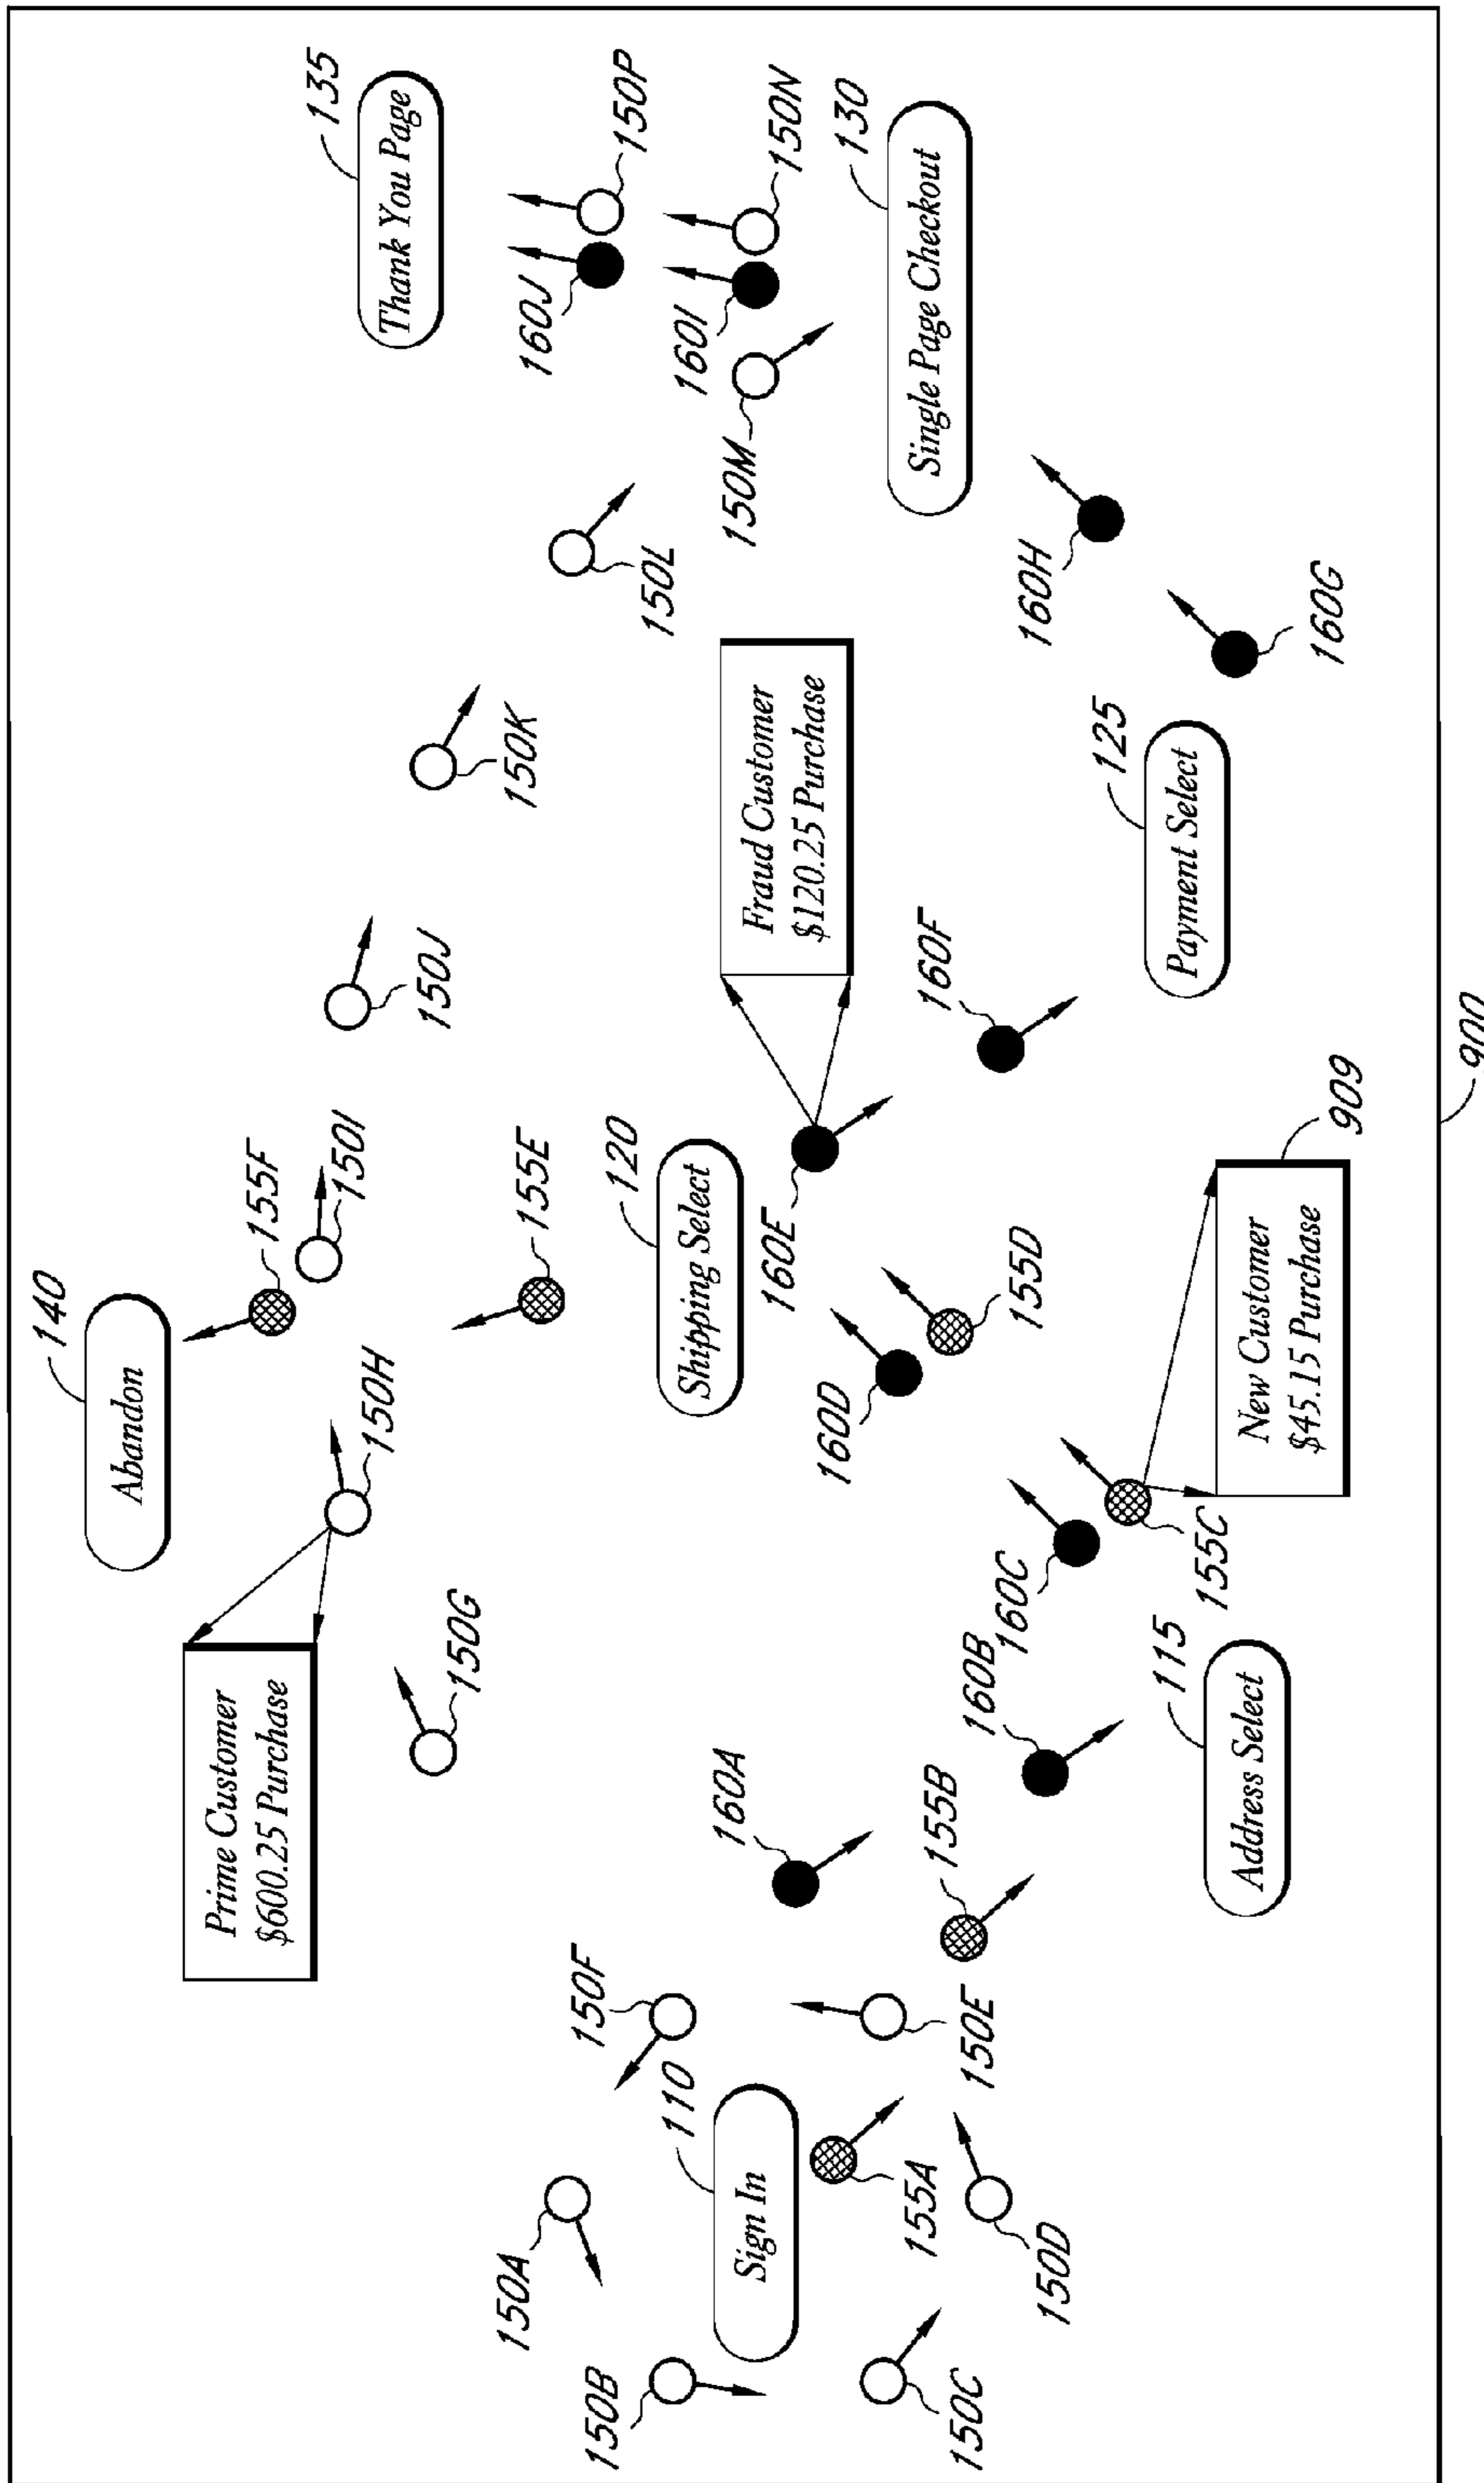 140
Abandon
135
Thank You Page
Prime Customer
$600.25 Purchase
155F
150H
150I
150J
150G
150K
160J
150P
150A
150F
155E
150L
150B
110
120
160I
150N
Sign In
Shipping Select
150M
160A
Fraud Customer
$120.25 Purchase
130
160E
160D
155A
155B
160F
Single Page Checkout
150C
150E
155D
160B
160C
150D
160H
125
Payment Select
115
155C
Address Select
160G
New Customer
$45.15 Purchase
909
900